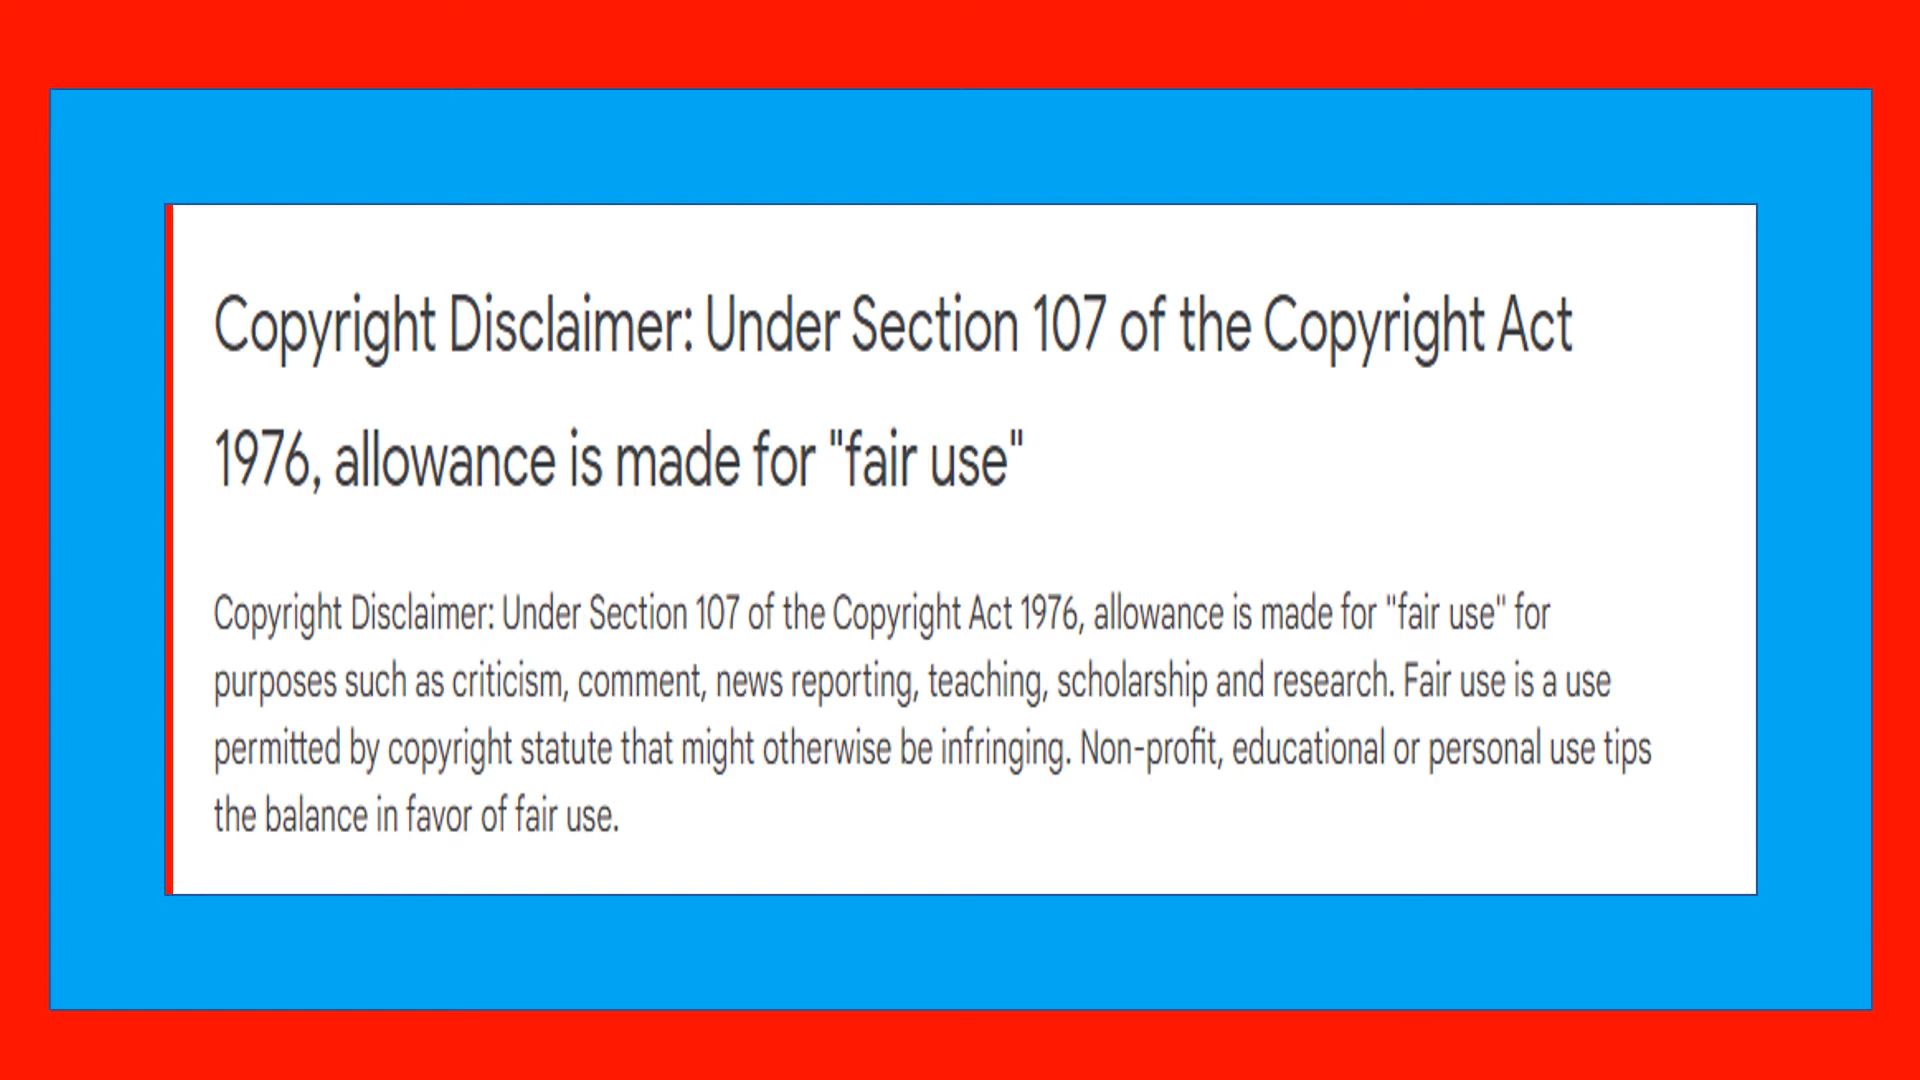 Copyright Disclaimer: Under Section 107 of the Copyright Act
1976, allowance is made for "fair use"
Copyright Disclaimer: Under Section 107 of the Copyright Act 1976, allowance is made for "fair use" for
purposes such as criticism, comment, news reporting, teaching, scholarship and research. Fair use is a use
permitted by copyright statute that might otherwise be infringing. Non-profit, educational or personal use tips
the balance in favor of fair use.